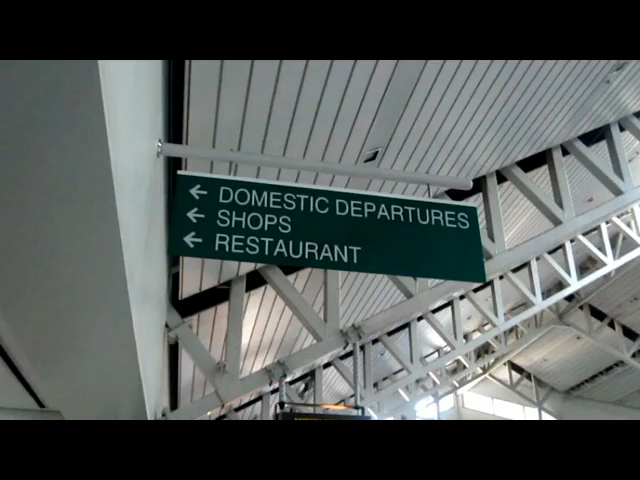 ← DOMESTIC DEPARTURES
← SHOPS
← RESTAURANT